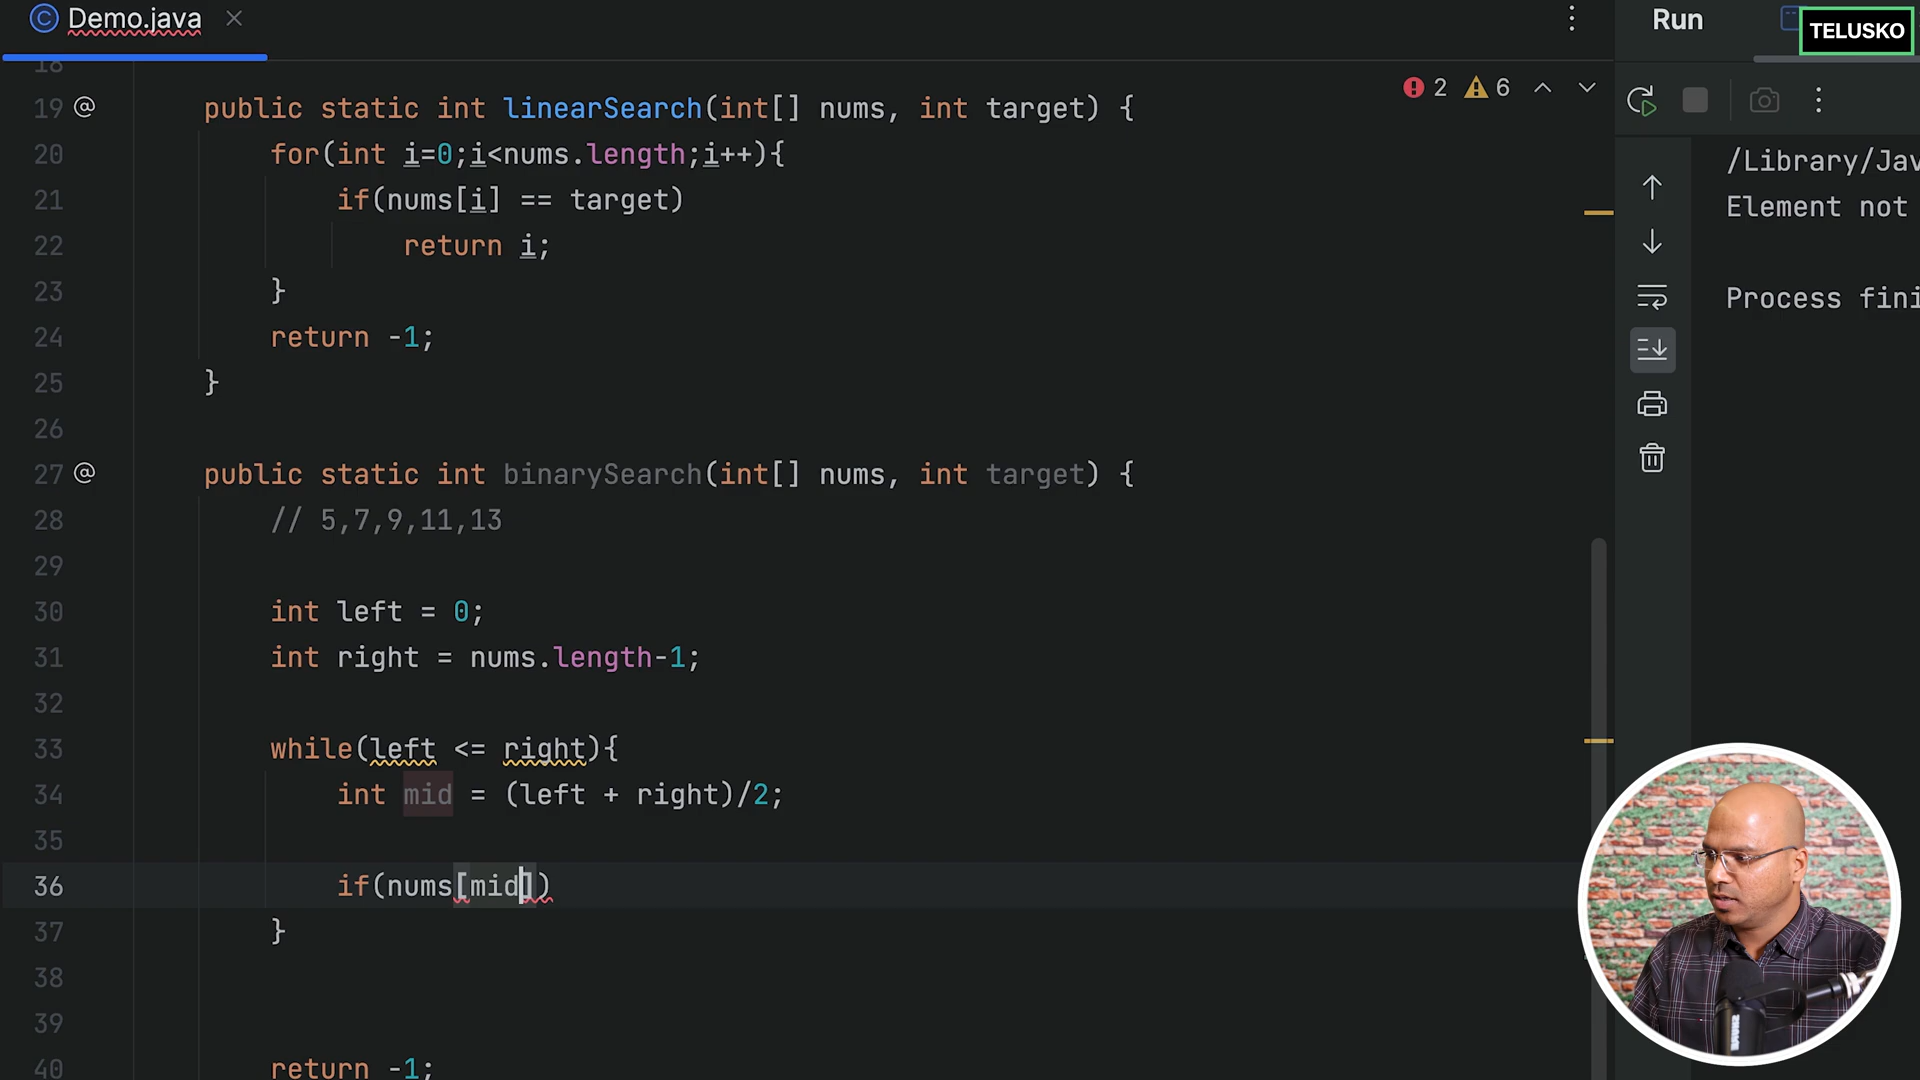 Demo.java
Run
TELUSKO
2 6
18
19 @ public static int linearSearch(int[] nums, int target) {
20 for(int i=0;i<nums.length;i++){
21 if(nums[i] == target)
22 return i;
23 }
24 return -1;
25 }
26
27 @ public static int binarySearch(int[] nums, int target) {
28 // 5,7,9,11,13
29
30 int left = 0;
31 int right = nums.length-1;
32
33 while(left <= right){
34 int mid = (left + right)/2;
35
36 if(nums[mid])
37 }
38
39
40 return -1;
/Library/Jav
Element not
Process fini